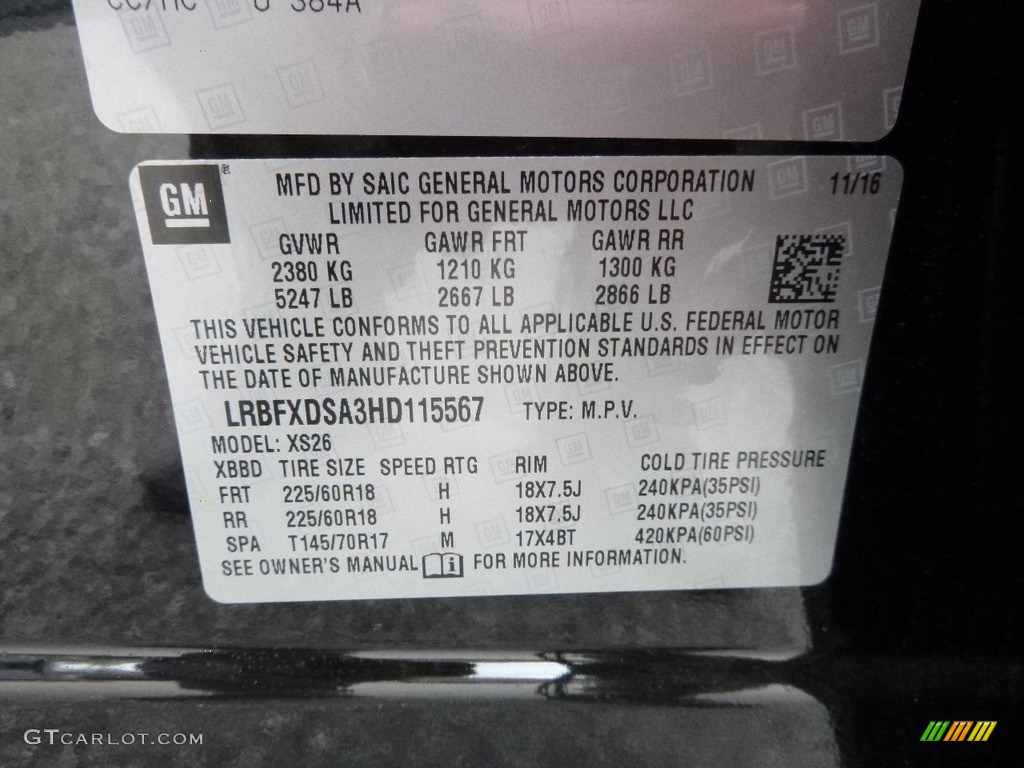 GM
MFD BY SAIC GENERAL MOTORS CORPORATION 11/16
LIMITED FOR GENERAL MOTORS LLC
GVWR GAWR FRT GAWR RR
2380 KG 1210 KG 1300 KG
5247 LB 2667 LB 2866 LB
THIS VEHICLE CONFORMS TO ALL APPLICABLE U.S. FEDERAL MOTOR
VEHICLE SAFETY AND THEFT PREVENTION STANDARDS IN EFFECT ON
THE DATE OF MANUFACTURE SHOWN ABOVE.
LRBFXDSA3HD115567 TYPE: M.P.V.
MODEL: XS26
XBBD TIRE SIZE SPEED RTG RIM COLD TIRE PRESSURE
FRT 225/60R18 H 18X7.5J 240KPA(35PSI)
RR 225/60R18 H 18X7.5J 240KPA(35PSI)
SPA T145/70R17 M 17X4BT 420KPA(60PSI)
SEE OWNER'S MANUAL FOR MORE INFORMATION.
GTCARLOT.COM